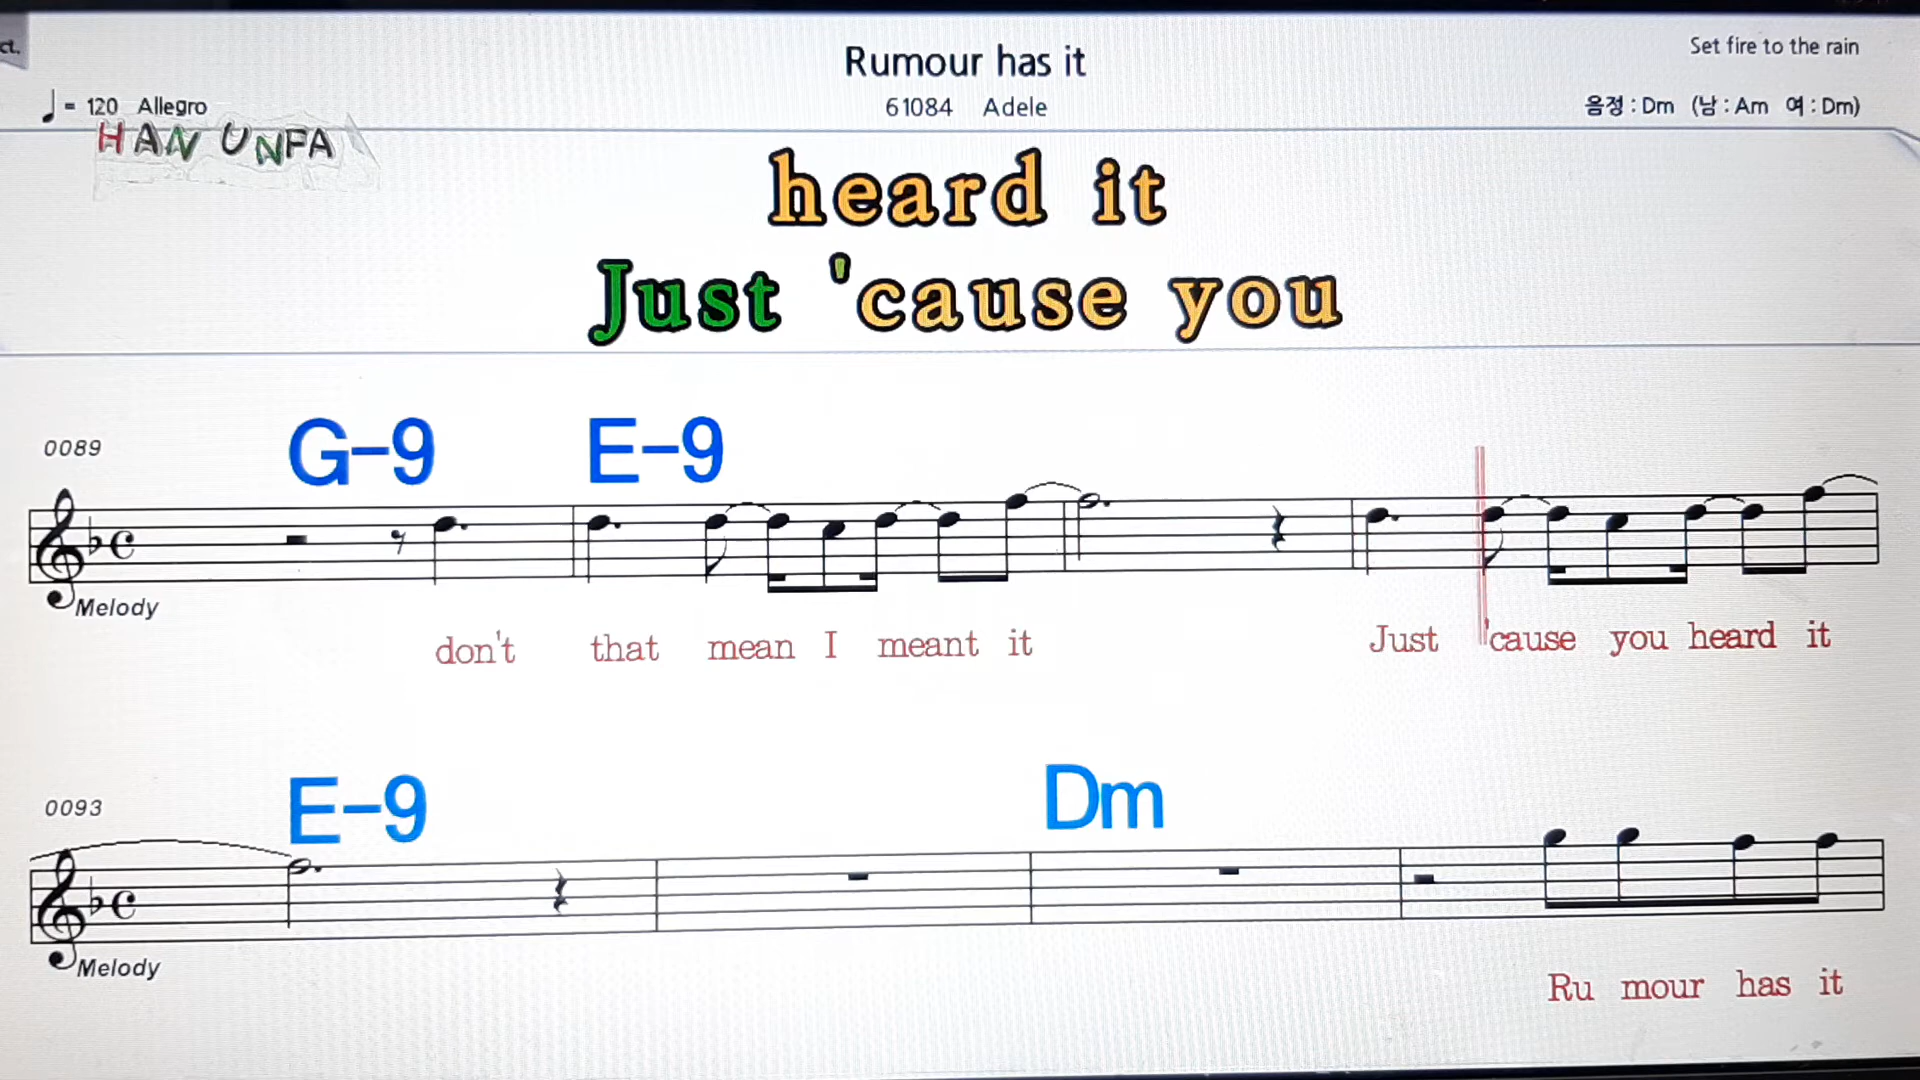 ct.
Rumour has it
Set fire to the rain
= 120 Allegro
61084 Adele
음정 : Dm (남 : Am 여 : Dm)
HAN UNFA
heard it
Just 'cause you
0089
G-9 E-9
Melody
don't that mean I meant it Just 'cause you heard it
0093
E-9 Dm
Melody
Ru mour has it